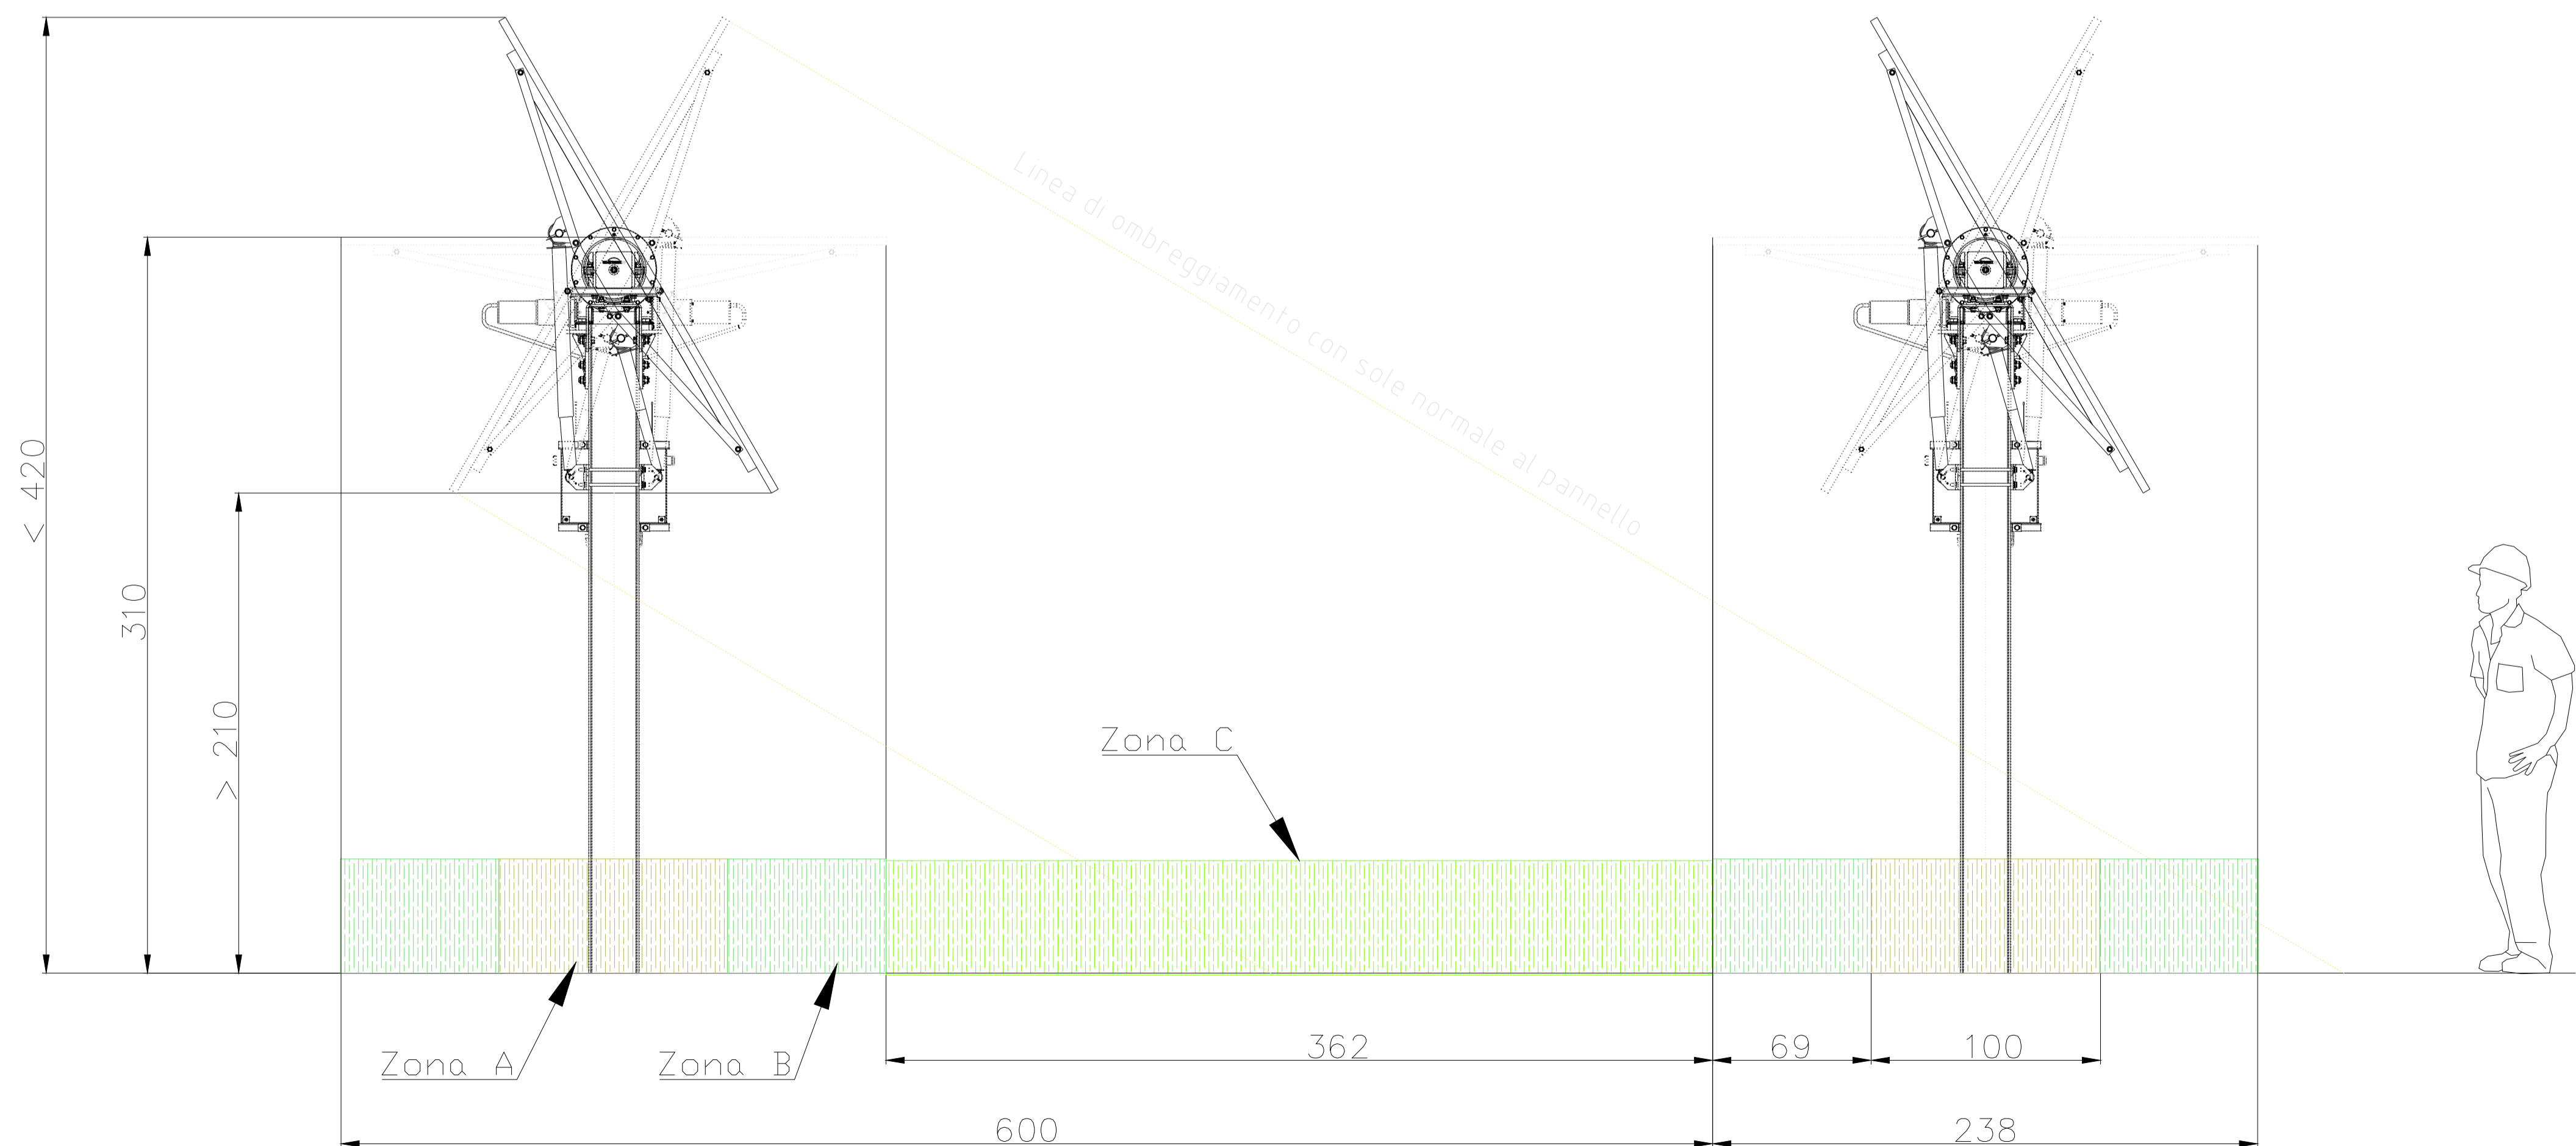 < 420
310
> 210
Linea di ombreggiamento con sole normale al pannello
Zona C
Zona A
Zona B
362
69
100
600
238